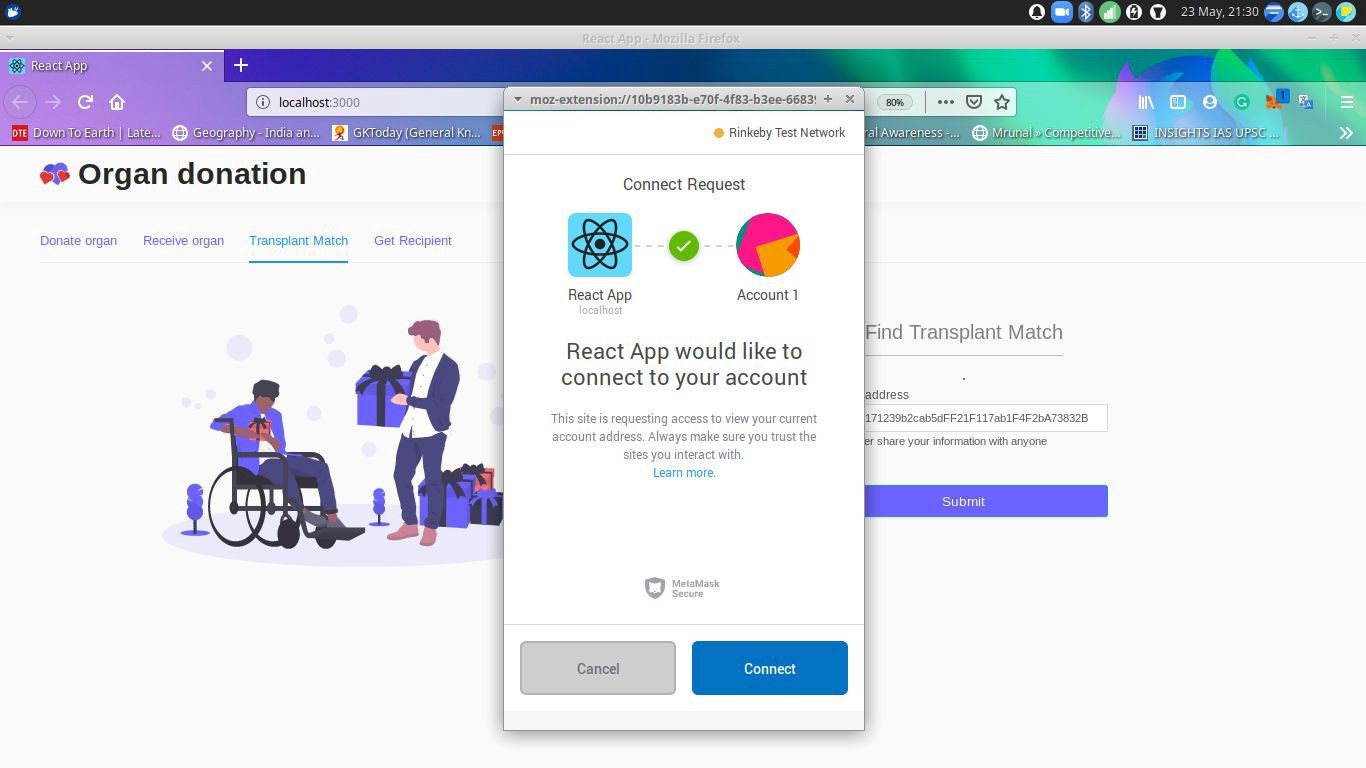 23 May, 21:30
React App - Mozilla Firefox
React App
localhost:3000
80%
Down To Earth | Late...
Geography - India an...
GKToday (General Kn...
ral Awareness -...
Mrunal » Competitive...
INSIGHTS IAS UPSC ...
moz-extension://10b9183b-e70f-4f83-b3ee-66839
Rinkeby Test Network
Organ donation
Donate organ
Receive organ
Transplant Match
Get Recipient
Connect Request
React App
localhost
Account 1
React App would like to
connect to your account
This site is requesting access to view your current
account address. Always make sure you trust the
sites you interact with.
Learn more.
MetaMask
Secure
Cancel
Connect
Find Transplant Match
address
171239b2cab5dFF21F117ab1F4F2bA73832B
er share your information with anyone
Submit